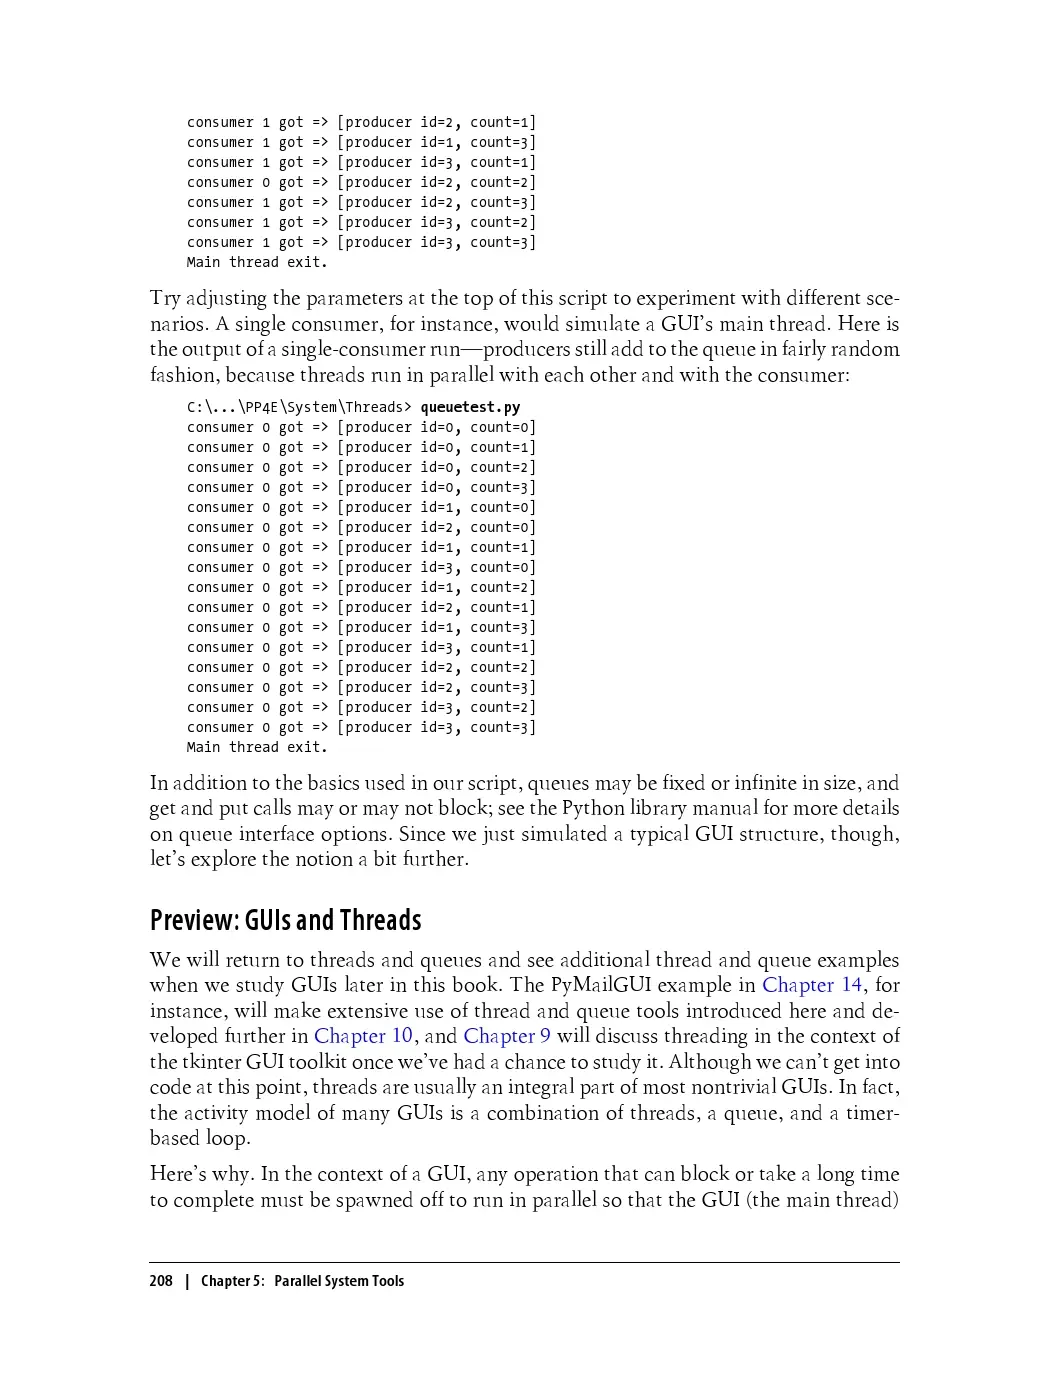 consumer 1 got => [producer id=2, count=1]
consumer 1 got => [producer id=1, count=3]
consumer 1 got => [producer id=3, count=1]
consumer 0 got => [producer id=2, count=2]
consumer 1 got => [producer id=2, count=3]
consumer 1 got => [producer id=3, count=2]
consumer 1 got => [producer id=3, count=3]
Main thread exit.
Try adjusting the parameters at the top of this script to experiment with different sce-
narios. A single consumer, for instance, would simulate a GUI’s main thread. Here is
the output of a single-consumer run—producers still add to the queue in fairly random
fashion, because threads run in parallel with each other and with the consumer:
C:\...\PP4E\System\Threads> queuetest.py
consumer 0 got => [producer id=0, count=0]
consumer 0 got => [producer id=0, count=1]
consumer 0 got => [producer id=0, count=2]
consumer 0 got => [producer id=0, count=3]
consumer 0 got => [producer id=1, count=0]
consumer 0 got => [producer id=2, count=0]
consumer 0 got => [producer id=1, count=1]
consumer 0 got => [producer id=3, count=0]
consumer 0 got => [producer id=1, count=2]
consumer 0 got => [producer id=2, count=1]
consumer 0 got => [producer id=1, count=3]
consumer 0 got => [producer id=3, count=1]
consumer 0 got => [producer id=2, count=2]
consumer 0 got => [producer id=2, count=3]
consumer 0 got => [producer id=3, count=2]
consumer 0 got => [producer id=3, count=3]
Main thread exit.
In addition to the basics used in our script, queues may be fixed or infinite in size, and
get and put calls may or may not block; see the Python library manual for more details
on queue interface options. Since we just simulated a typical GUI structure, though,
let’s explore the notion a bit further.
Preview: GUIs and Threads
We will return to threads and queues and see additional thread and queue examples
when we study GUIs later in this book. The PyMailGUI example in Chapter 14, for
instance, will make extensive use of thread and queue tools introduced here and de-
veloped further in Chapter 10, and Chapter 9 will discuss threading in the context of
the tkinter GUI toolkit once we’ve had a chance to study it. Although we can’t get into
code at this point, threads are usually an integral part of most nontrivial GUIs. In fact,
the activity model of many GUIs is a combination of threads, a queue, and a timer-
based loop.
Here’s why. In the context of a GUI, any operation that can block or take a long time
to complete must be spawned off to run in parallel so that the GUI (the main thread)
208 | Chapter 5: Parallel System Tools